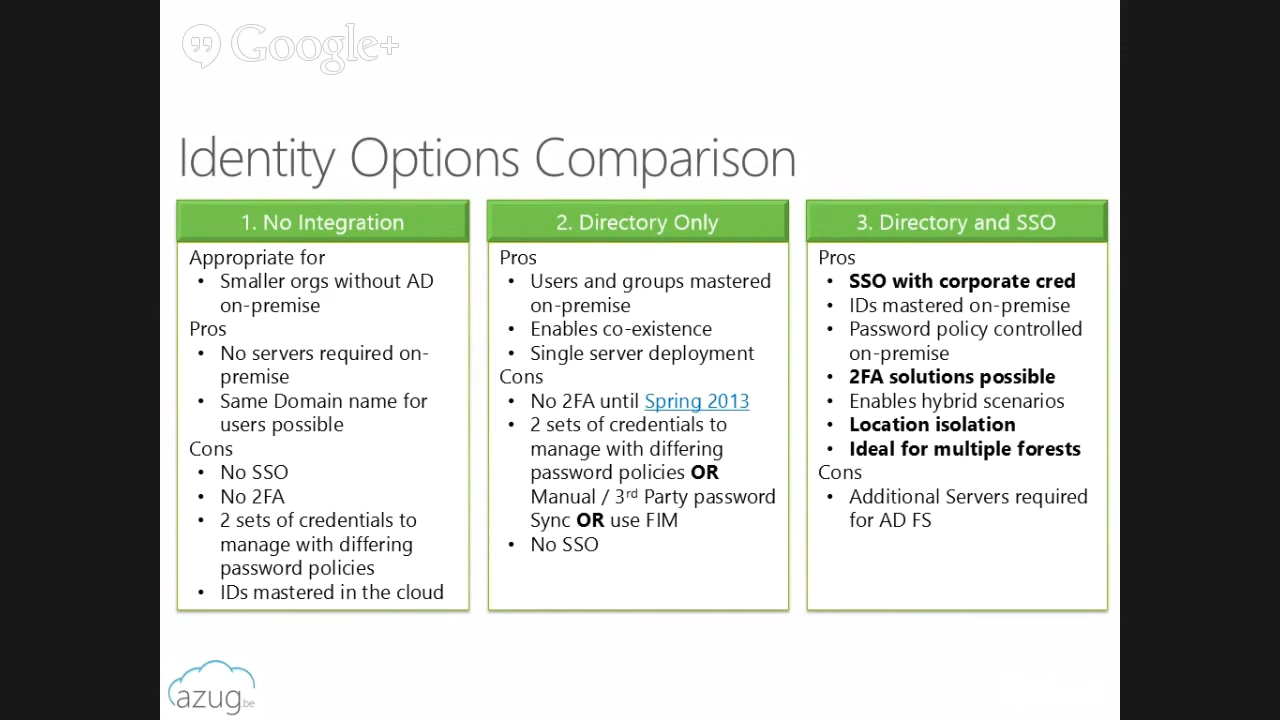 Google+
Identity Options Comparison
1. No Integration
Appropriate for
• Smaller orgs without AD
on-premise
Pros
• No servers required on-
premise
• Same Domain name for
users possible
Cons
• No SSO
• No 2FA
• 2 sets of credentials to
manage with differing
password policies
• IDs mastered in the cloud
2. Directory Only
Pros
• Users and groups mastered
on-premise
• Enables co-existence
• Single server deployment
Cons
• No 2FA until Spring 2013
• 2 sets of credentials to
manage with differing
password policies OR
Manual / 3rd Party password
Sync OR use FIM
• No SSO
3. Directory and SSO
Pros
• SSO with corporate cred
• IDs mastered on-premise
• Password policy controlled
on-premise
• 2FA solutions possible
• Enables hybrid scenarios
• Location isolation
• Ideal for multiple forests
Cons
• Additional Servers required
for AD FS
azug.be